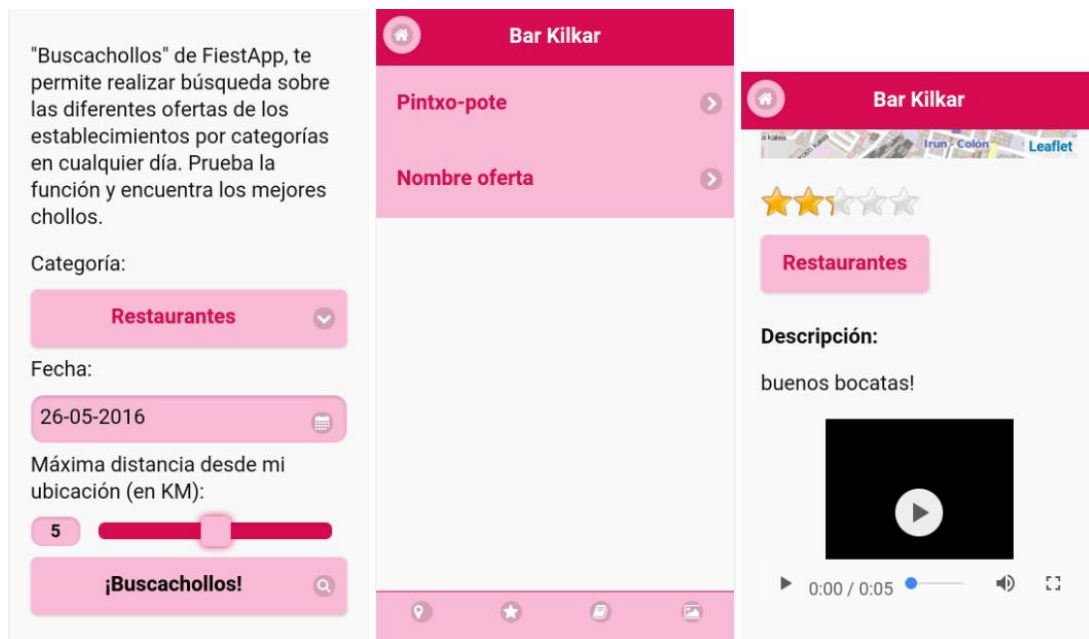 "Buscachollos" de FiestApp, te
permite realizar búsqueda sobre
las diferentes ofertas de los
establecimientos por categorías
en cualquier día. Prueba la
función y encuentra los mejores
chollos.
Categoría:
Restaurantes
Fecha:
26-05-2016
Máxima distancia desde mi
ubicación (en KM):
5
¡Buscachollos!
Bar Kilkar
Pintxo-pote
Nombre oferta
Bar Kilkar
Irun - Colón
Leaflet
Restaurantes
Descripción:
buenos bocatas!
0:00 / 0:05